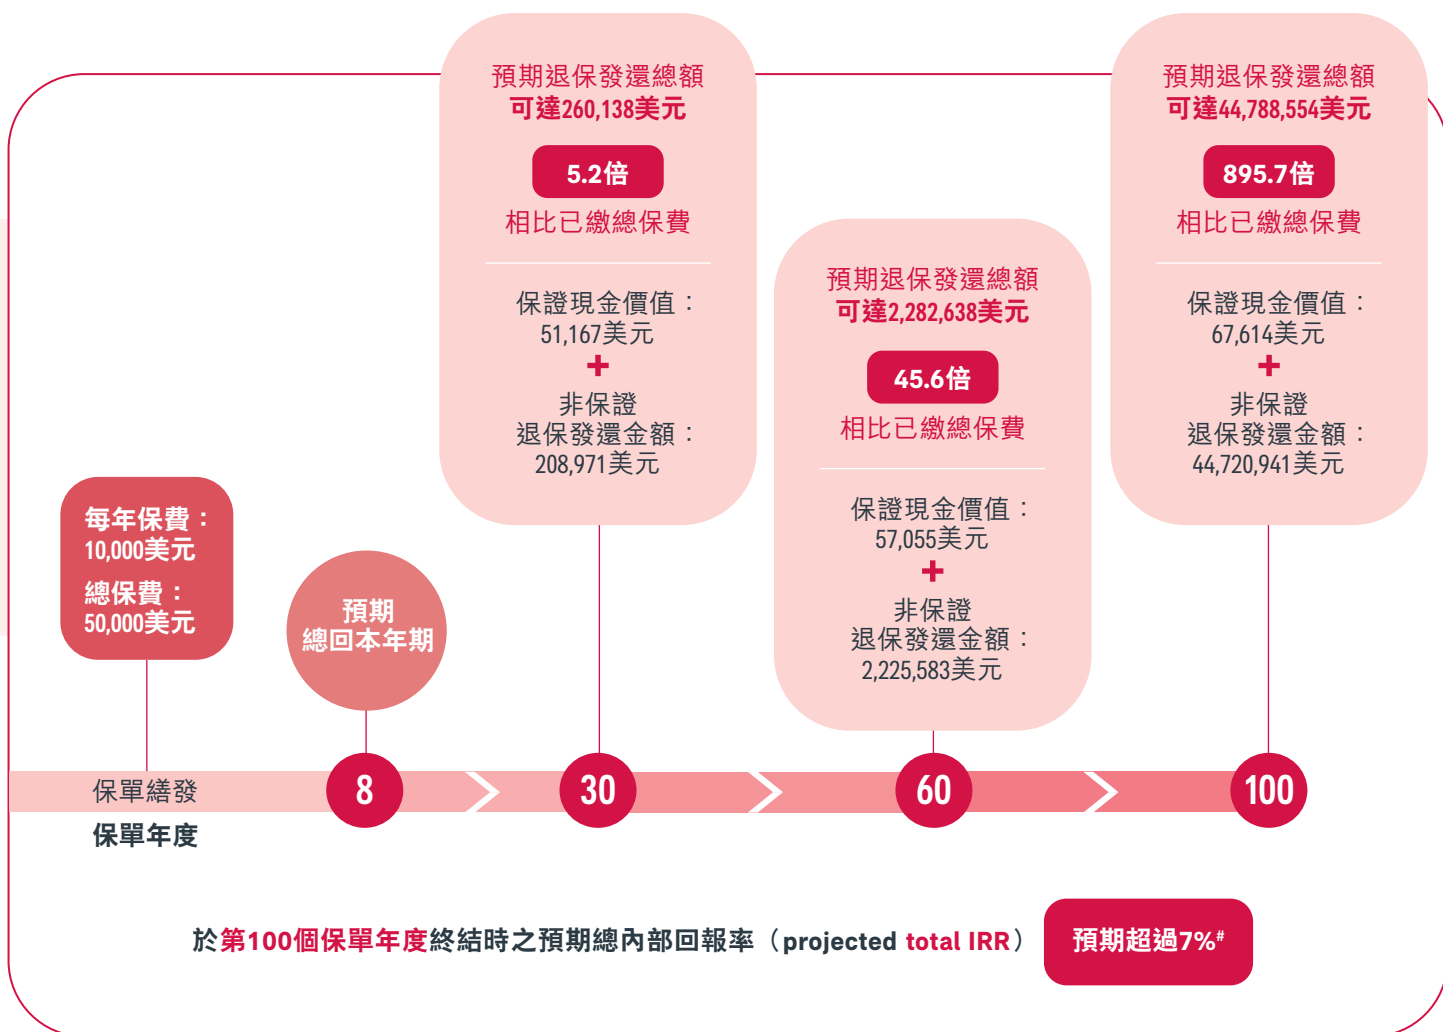 每年保費：
10,000美元
總保費：
50,000美元
預期
總回本年期
預期退保發還總額
可達260,138美元
5.2倍
相比已繳總保費
保證現金價值：
51,167美元
+
非保證
退保發還金額：
208,971美元
預期退保發還總額
可達2,282,638美元
45.6倍
相比已繳總保費
保證現金價值：
57,055美元
+
非保證
退保發還金額：
2,225,583美元
預期退保發還總額
可達44,788,554美元
895.7倍
相比已繳總保費
保證現金價值：
67,614美元
+
非保證
退保發還金額：
44,720,941美元
保單繕發
8
30
60
100
保單年度
於第100個保單年度終結時之預期總內部回報率（projected total IRR）
預期超過7%#